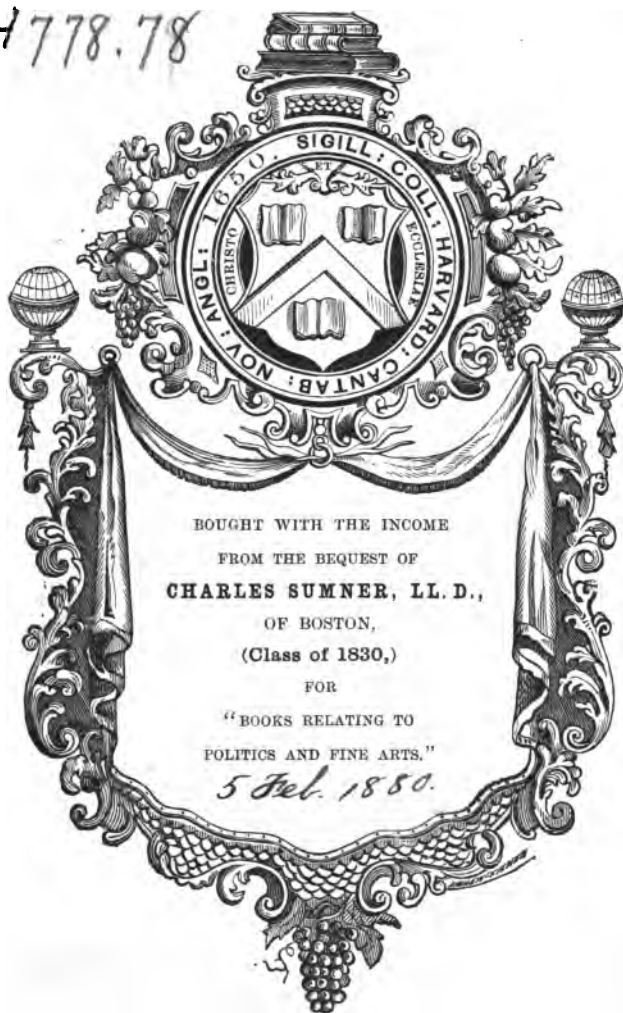 H 778.78
SIGILL: COLL: HARVARD: CANTAB: NOV: ANGL: 1650.
ET
CHRISTO
ECCLESIAE
BOUGHT WITH THE INCOME
FROM THE BEQUEST OF
CHARLES SUMNER, LL. D.,
OF BOSTON,
(Class of 1830,)
FOR
"BOOKS RELATING TO
POLITICS AND FINE ARTS."
5 Feb. 1880.